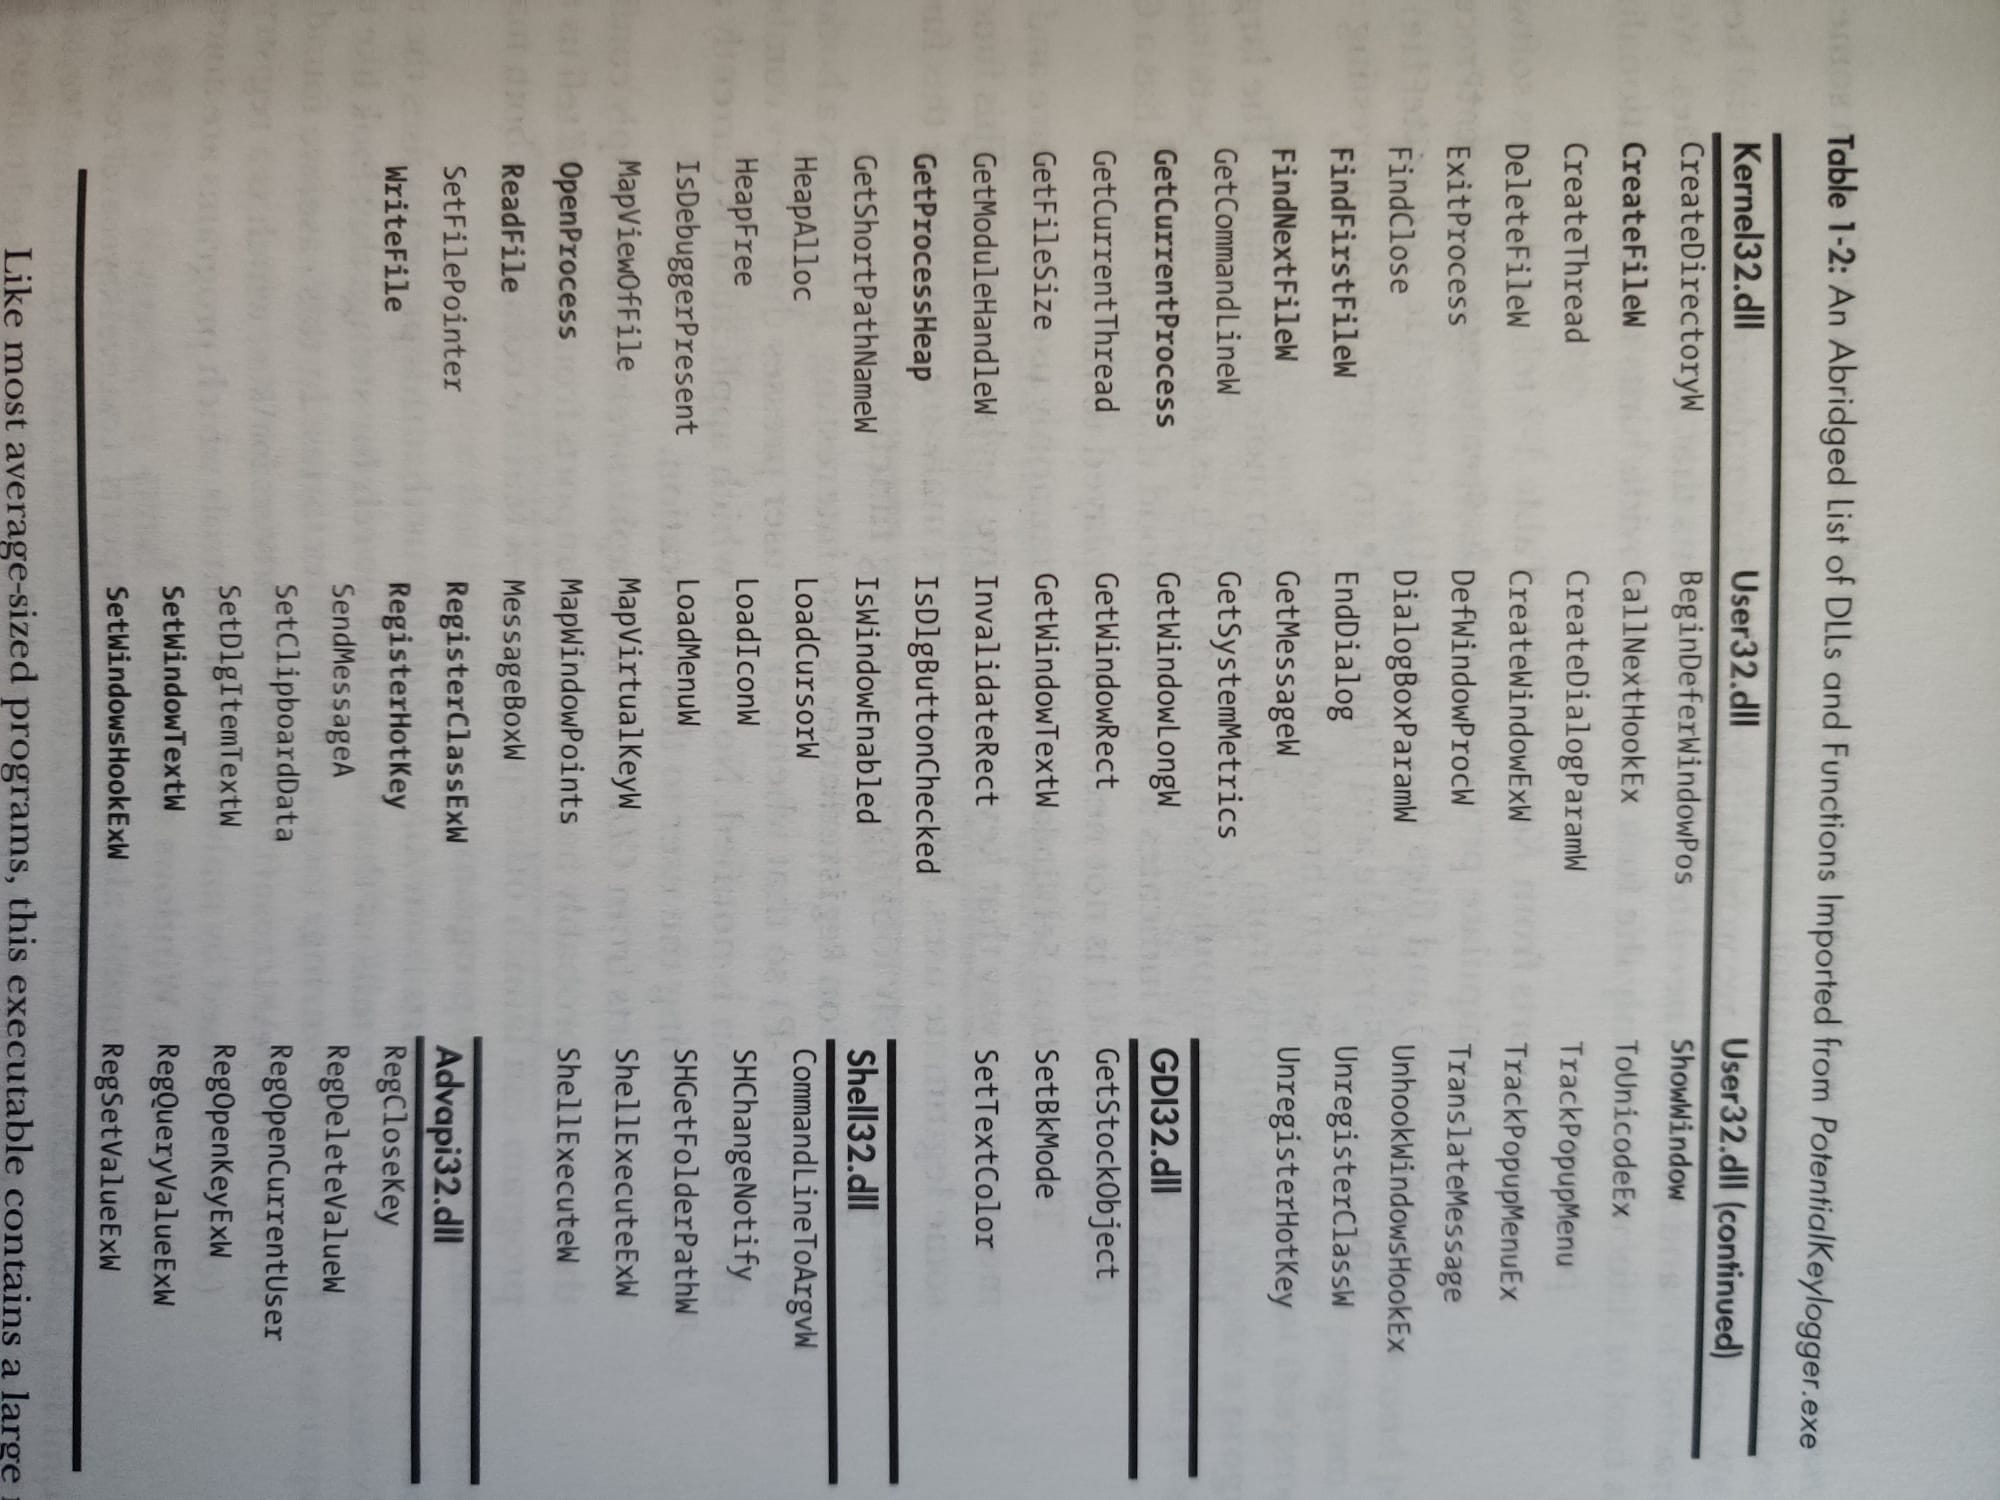 Table 1-2: An Abridged List of DLLs and Functions Imported from PotentialKeylogger.exe
Kernel32.dll User32.dll User32.dll (continued)
CreateDirectoryW BeginDeferWindowPos ShowWindow
CreateFileW CallNextHookEx ToUnicodeEx
CreateThread CreateDialogParamW TrackPopupMenu
DeleteFileW CreateWindowExW TrackPopupMenuEx
ExitProcess DefWindowProcW TranslateMessage
FindClose DialogBoxParamW UnhookWindowsHookEx
FindFirstFileW EndDialog UnregisterClassW
FindNextFileW GetMessageW UnregisterHotKey
GetCommandLineW GetSystemMetrics
GetCurrentProcess GetWindowLongW GDI32.dll
GetCurrentThread GetWindowRect GetStockObject
GetFileSize GetWindowTextW SetBkMode
GetModuleHandleW InvalidateRect SetTextColor
GetProcessHeap IsDlgButtonChecked
GetShortPathNameW IsWindowEnabled Shell32.dll
HeapAlloc LoadCursorW CommandLineToArgvW
HeapFree LoadIconW SHChangeNotify
IsDebuggerPresent LoadMenuW SHGetFolderPathW
MapViewOfFile MapVirtualKeyW ShellExecuteExW
OpenProcess MapWindowPoints ShellExecuteW
ReadFile MessageBoxW
SetFilePointer RegisterClassExW Advapi32.dll
WriteFile RegisterHotKey RegCloseKey
SendMessageA RegDeleteValueW
SetClipboardData RegOpenCurrentUser
SetDlgItemTextW RegOpenKeyExW
SetWindowTextW RegQueryValueExW
SetWindowsHookExW RegSetValueExW
Like most average-sized programs, this executable contains a large